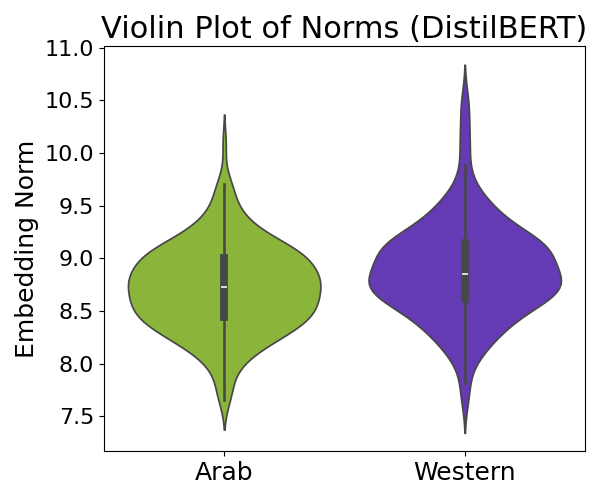 Violin Plot of Norms (DistilBERT)
11.0
10.5
10.0
9.5
9.0
8.5
8.0
7.5
Embedding Norm
Arab
Western